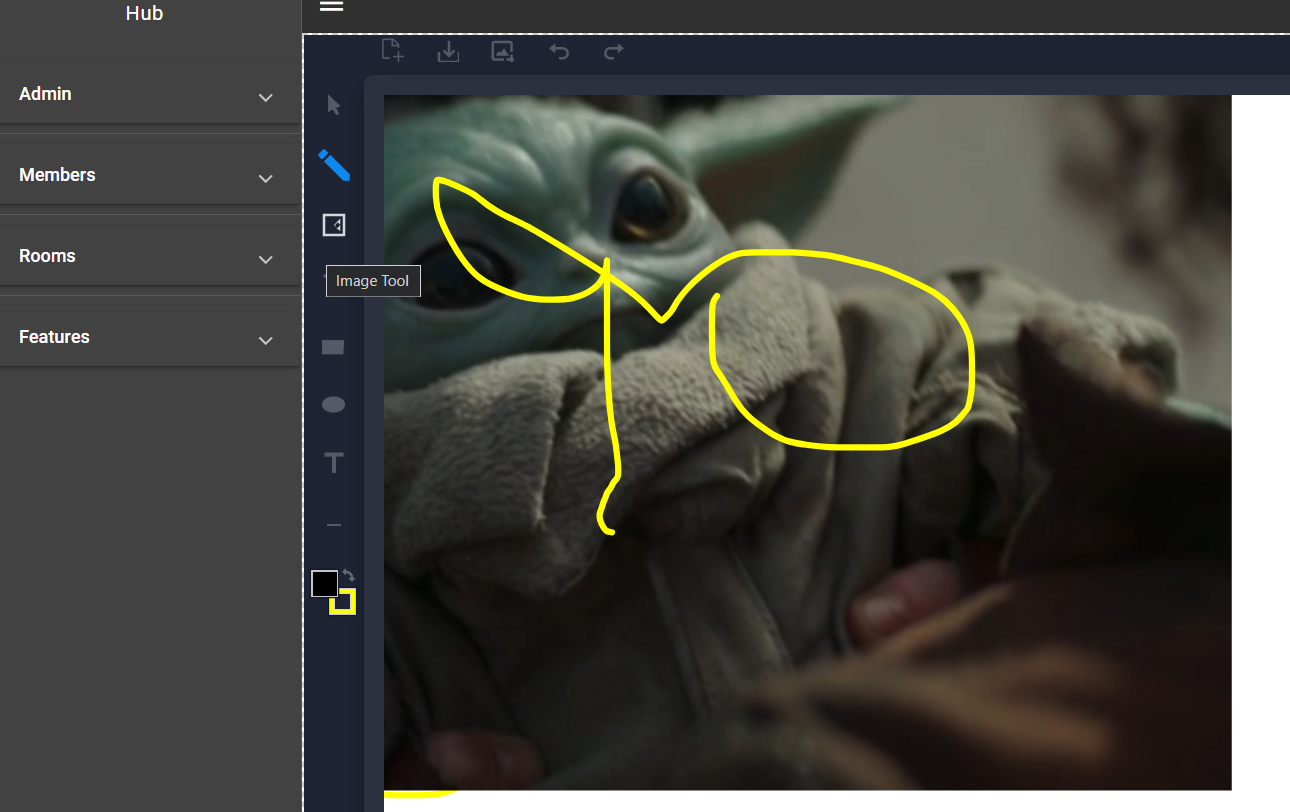 Hub
Admin
Members
Rooms
Features
Image Tool
T